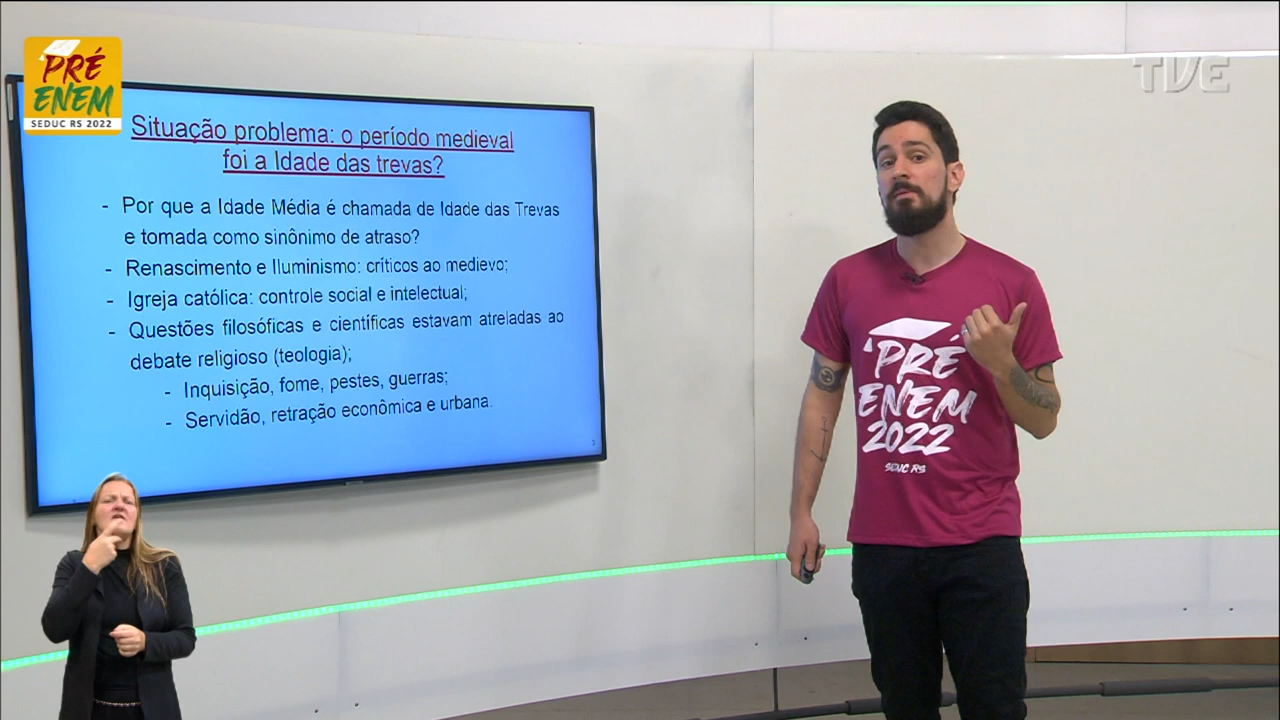 PRÉ
ENEM
SEDUC RS 2022
TVE
Situação problema: o período medieval
foi a Idade das trevas?
- Por que a Idade Média é chamada de Idade das Trevas
e tomada como sinônimo de atraso?
- Renascimento e Iluminismo: críticos ao medievo;
- Igreja católica: controle social e intelectual;
- Questões filosóficas e científicas estavam atreladas ao
debate religioso (teologia);
- Inquisição, fome, pestes, guerras;
- Servidão, retração econômica e urbana.
3
PRÉ
ENEM
2022
SEDUC RS